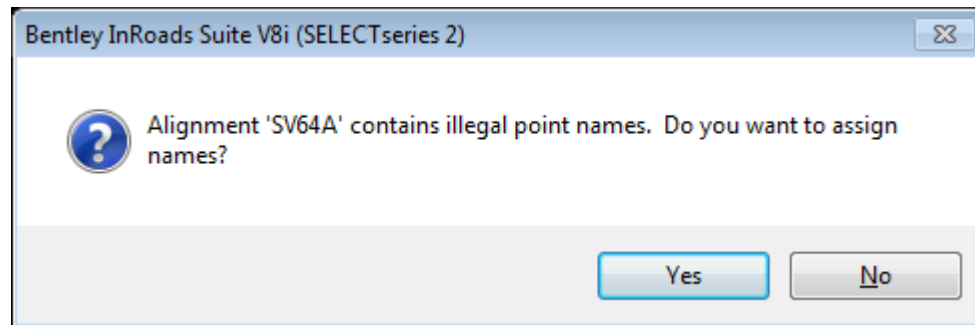 Bentley InRoads Suite V8i (SELECTseries 2)
Alignment 'SV64A' contains illegal point names.  Do you want to assign
names?
Yes
No